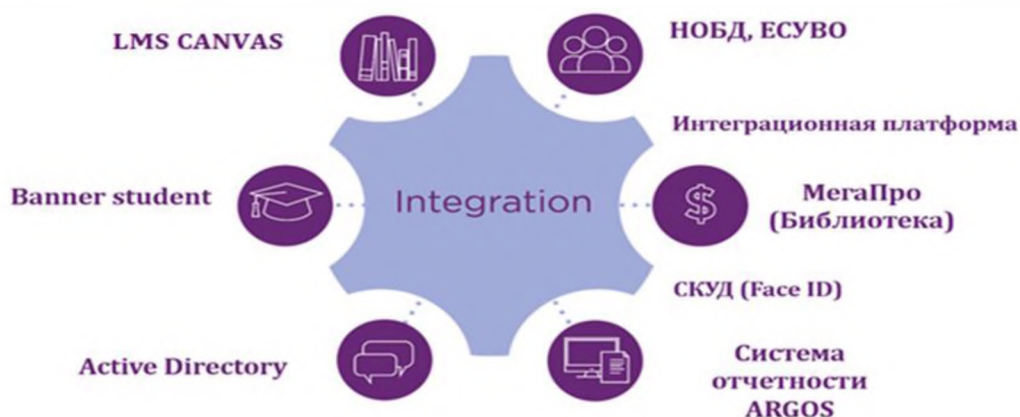 LMS CANVAS
НОБД, ЕСУВО
Интеграционная платформа
Banner student
Integration
$
МегаПро
(Библиотека)
СКУД (Face ID)
Active Directory
Система
отчетности
ARGOS